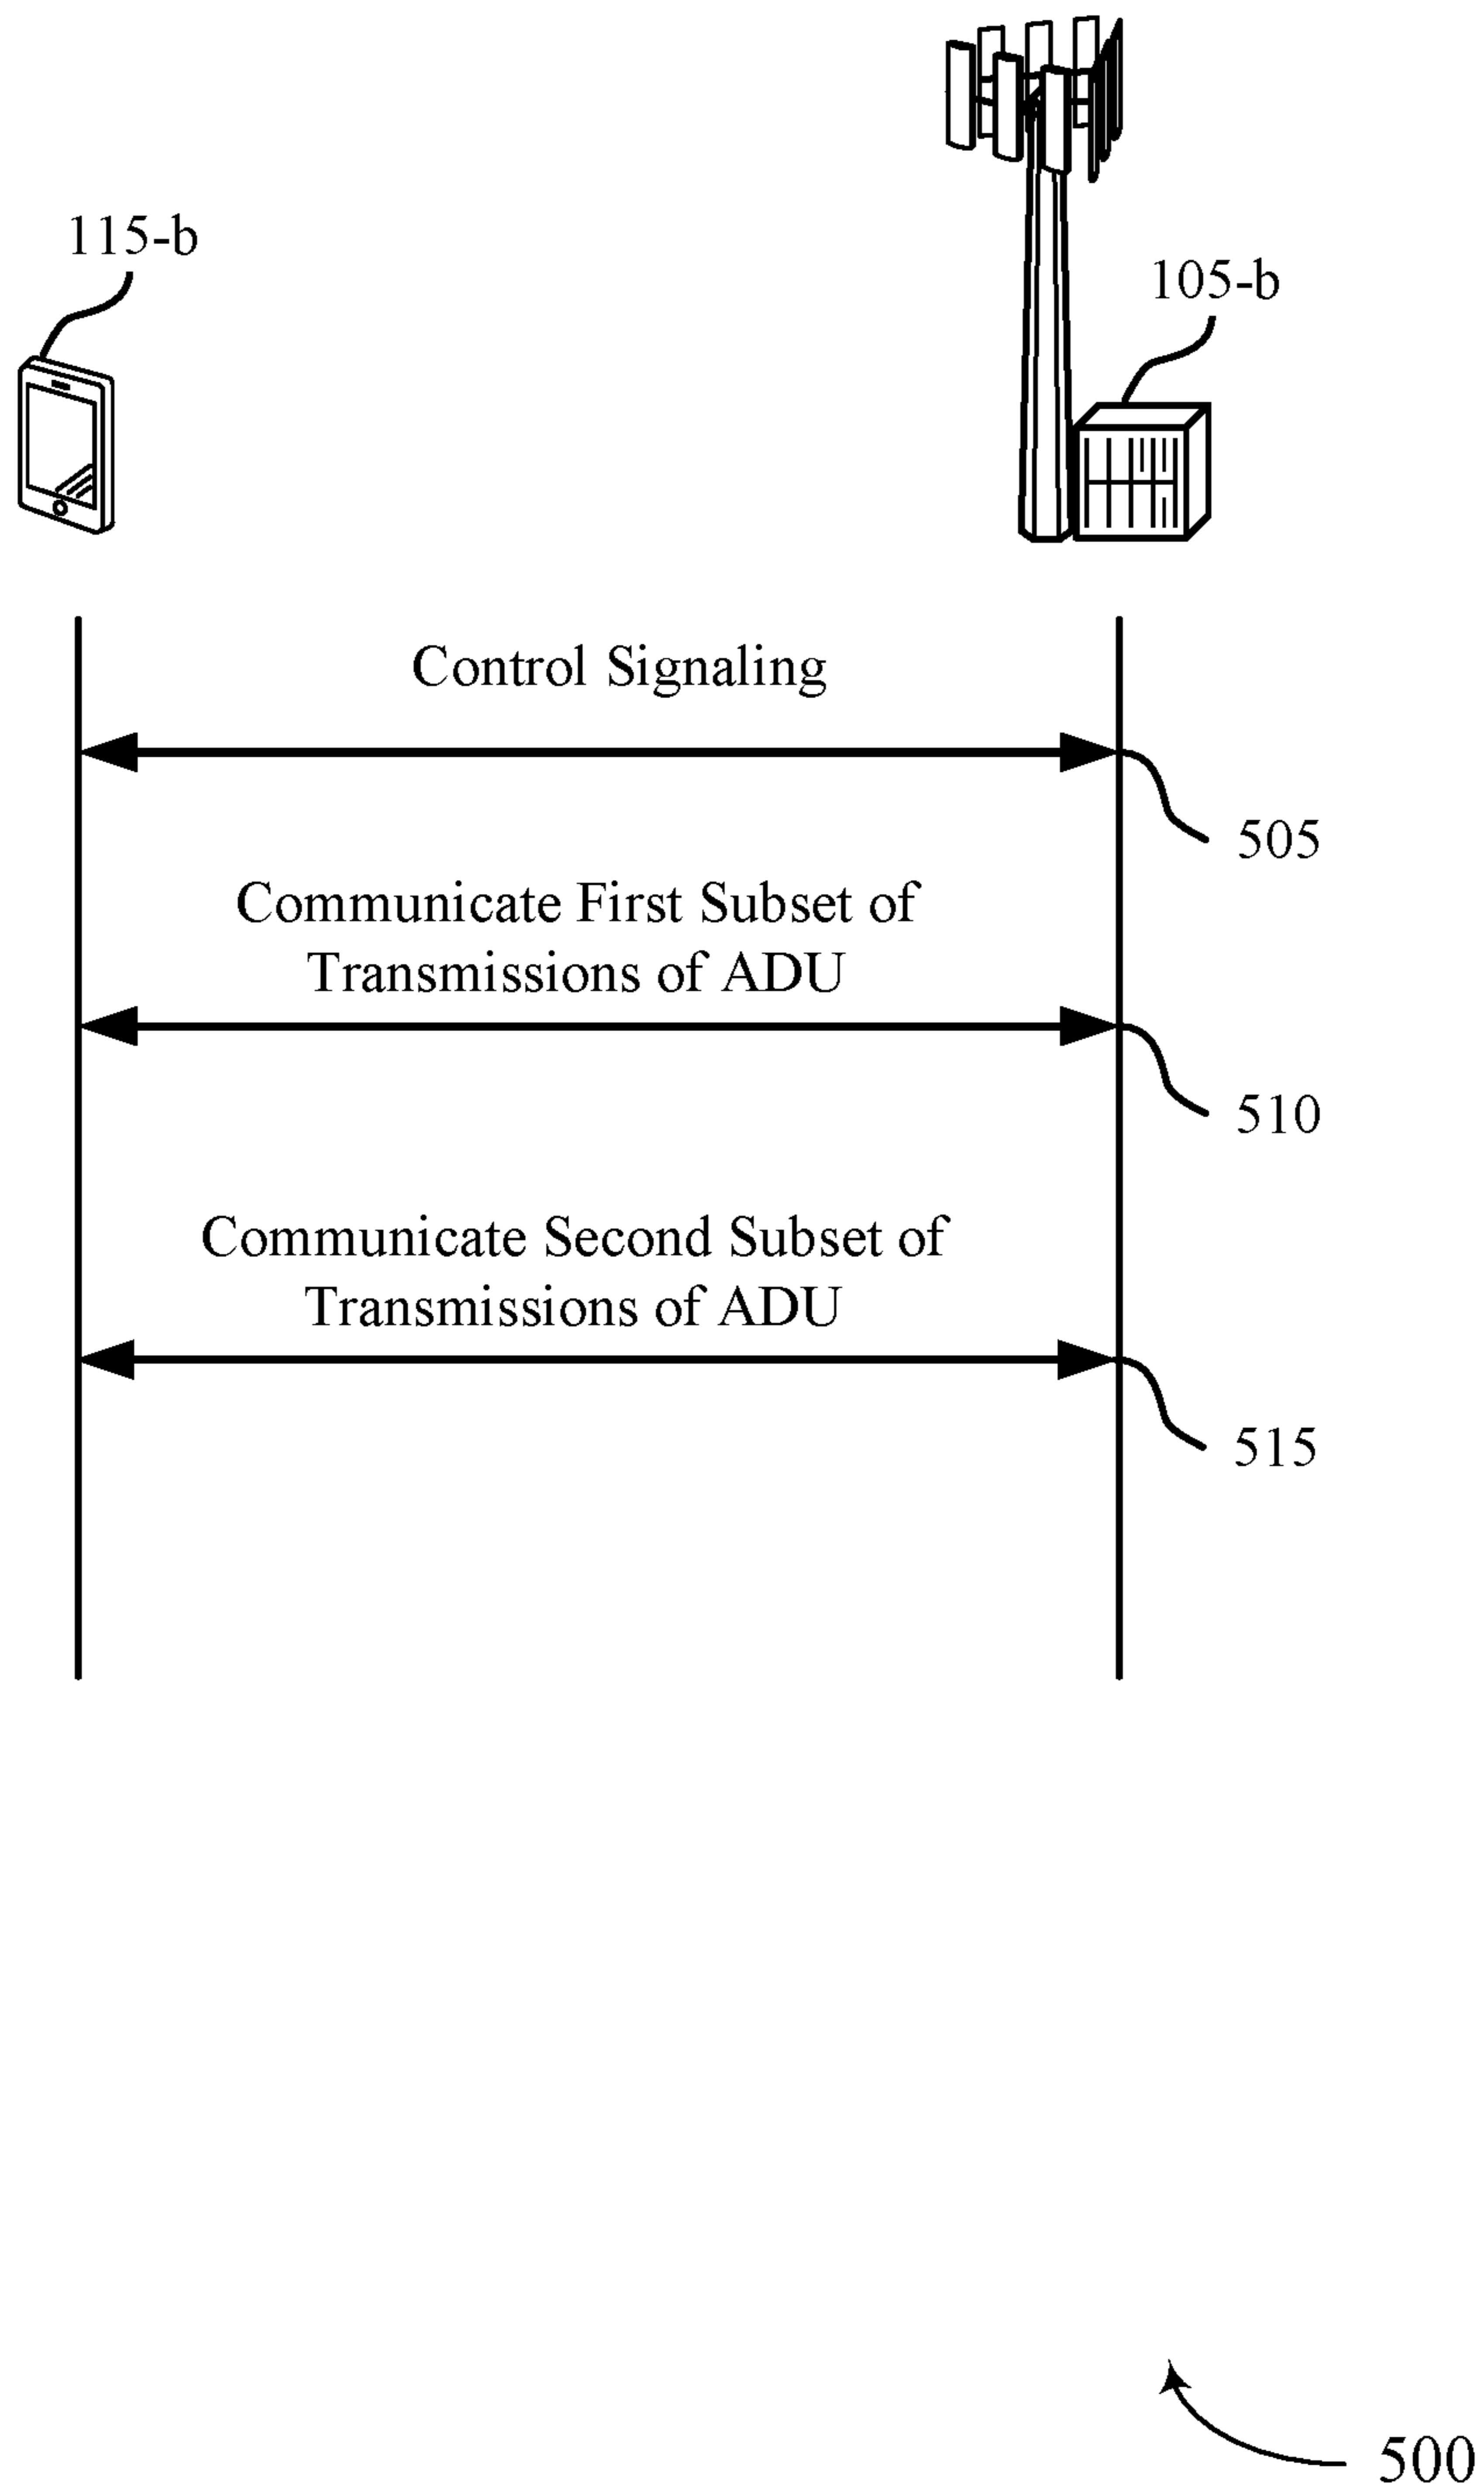 115-b
105-b
Control Signaling
505
Communicate First Subset of
Transmissions of ADU
510
Communicate Second Subset of
Transmissions of ADU
515
500